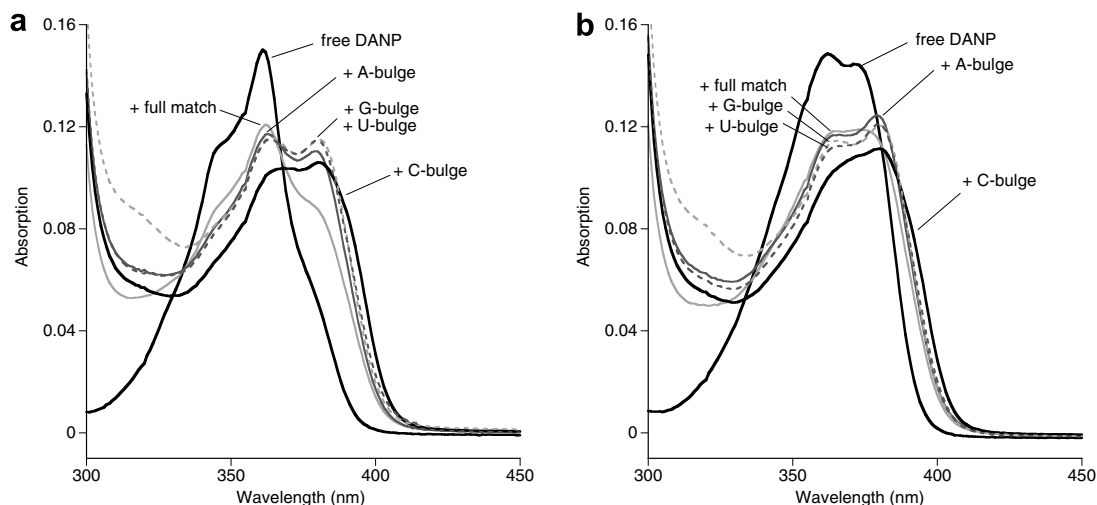 a
0.16
0.12
0.08
0.04
0
Absorption
free DANP
+ A-bulge
+ full match
+ G-bulge
+ U-bulge
+ C-bulge
300
350
400
450
Wavelength (nm)
b
0.16
0.12
0.08
0.04
0
Absorption
free DANP
+ A-bulge
+ full match
+ G-bulge
+ U-bulge
+ C-bulge
300
350
400
450
Wavelength (nm)